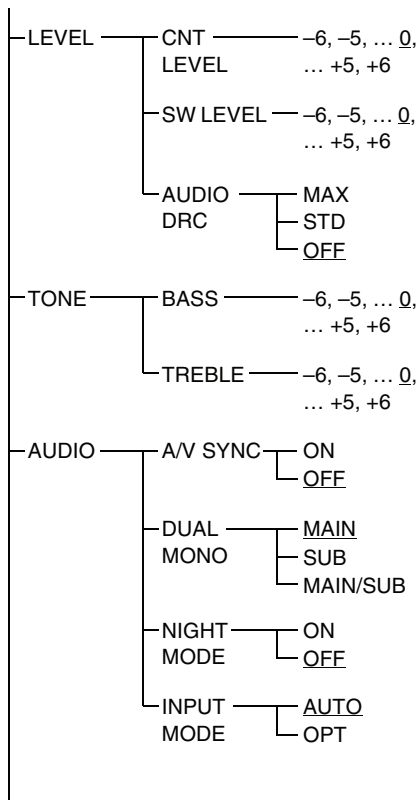 LEVEL CNT –6, –5, … 0,
LEVEL … +5, +6
SW LEVEL –6, –5, … 0,
… +5, +6
AUDIO MAX
DRC STD
OFF
TONE BASS –6, –5, … 0,
… +5, +6
TREBLE –6, –5, … 0,
… +5, +6
AUDIO A/V SYNC ON
OFF
DUAL MAIN
MONO SUB
MAIN/SUB
NIGHT ON
MODE OFF
INPUT AUTO
MODE OPT